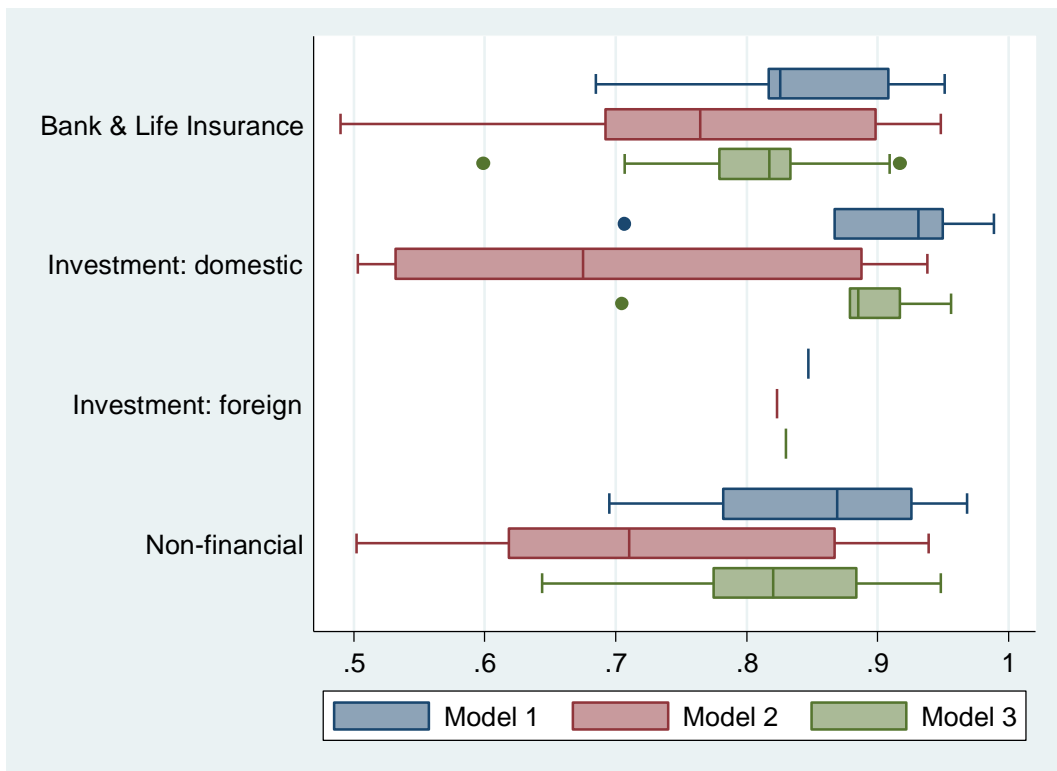 Bank & Life Insurance
Investment: domestic
Investment: foreign
Non-financial
.5 .6 .7 .8 .9 1
Model 1 Model 2 Model 3